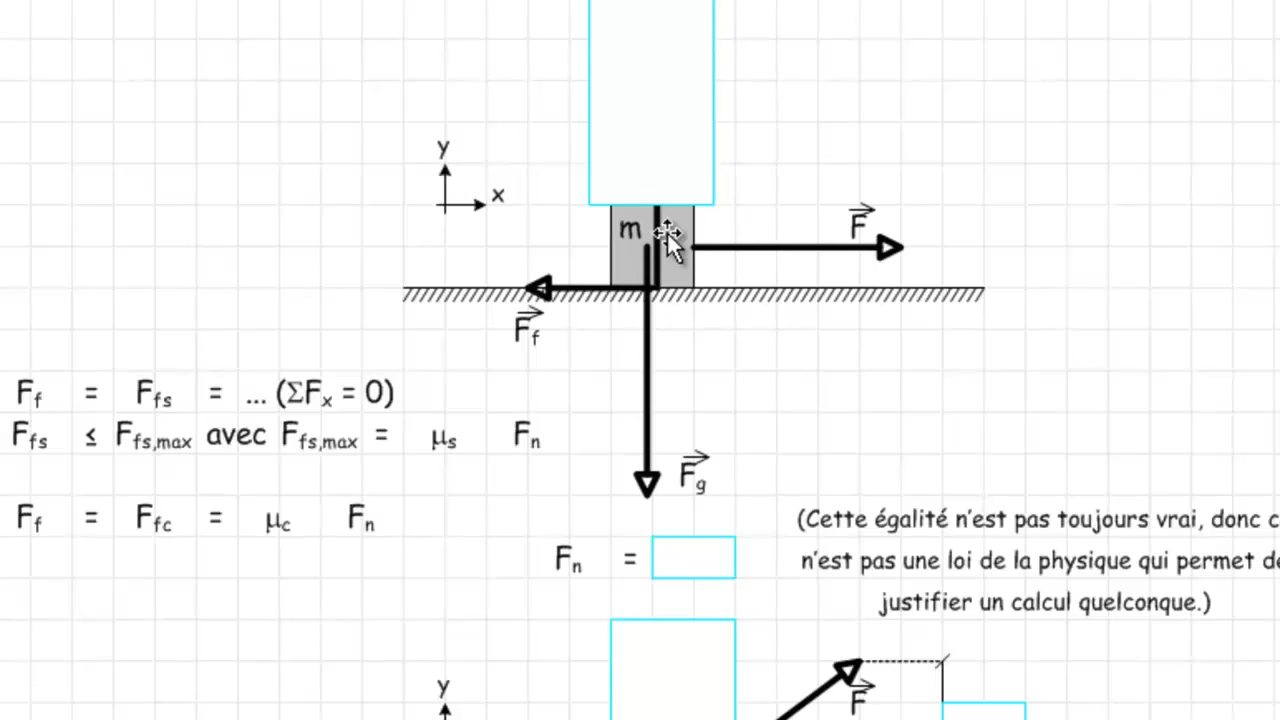 y
x
m
F
Ff
Ff = Ffs = ... (ΣFx = 0)
Ffs ≤ Ffs,max avec Ffs,max = μs Fn
Fg
Ff = Ffc = μc Fn
(Cette égalité n'est pas toujours vrai, donc c
Fn =
n'est pas une loi de la physique qui permet de
justifier un calcul quelconque.)
y
F